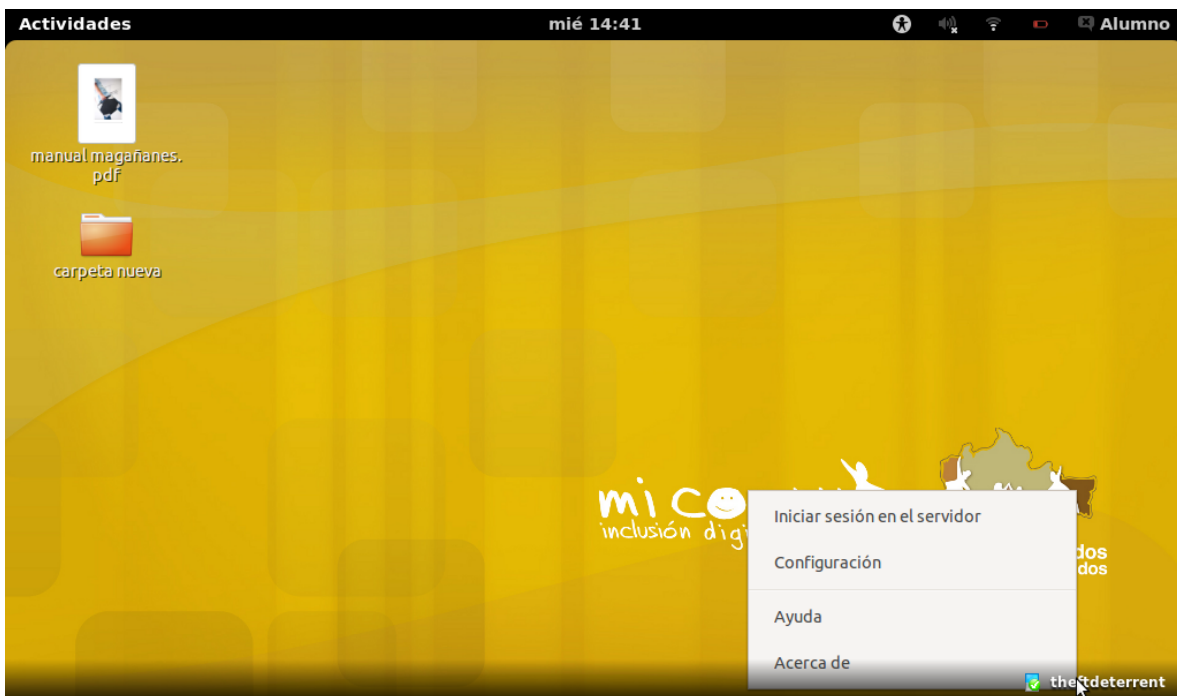 Actividades
mié 14:41
Alumno
manual magañanes.
pdf
carpeta nueva
mi
inclusión
Iniciar sesión en el servidor
Configuración
Ayuda
Acerca de
dos
dos
theftdeterrent